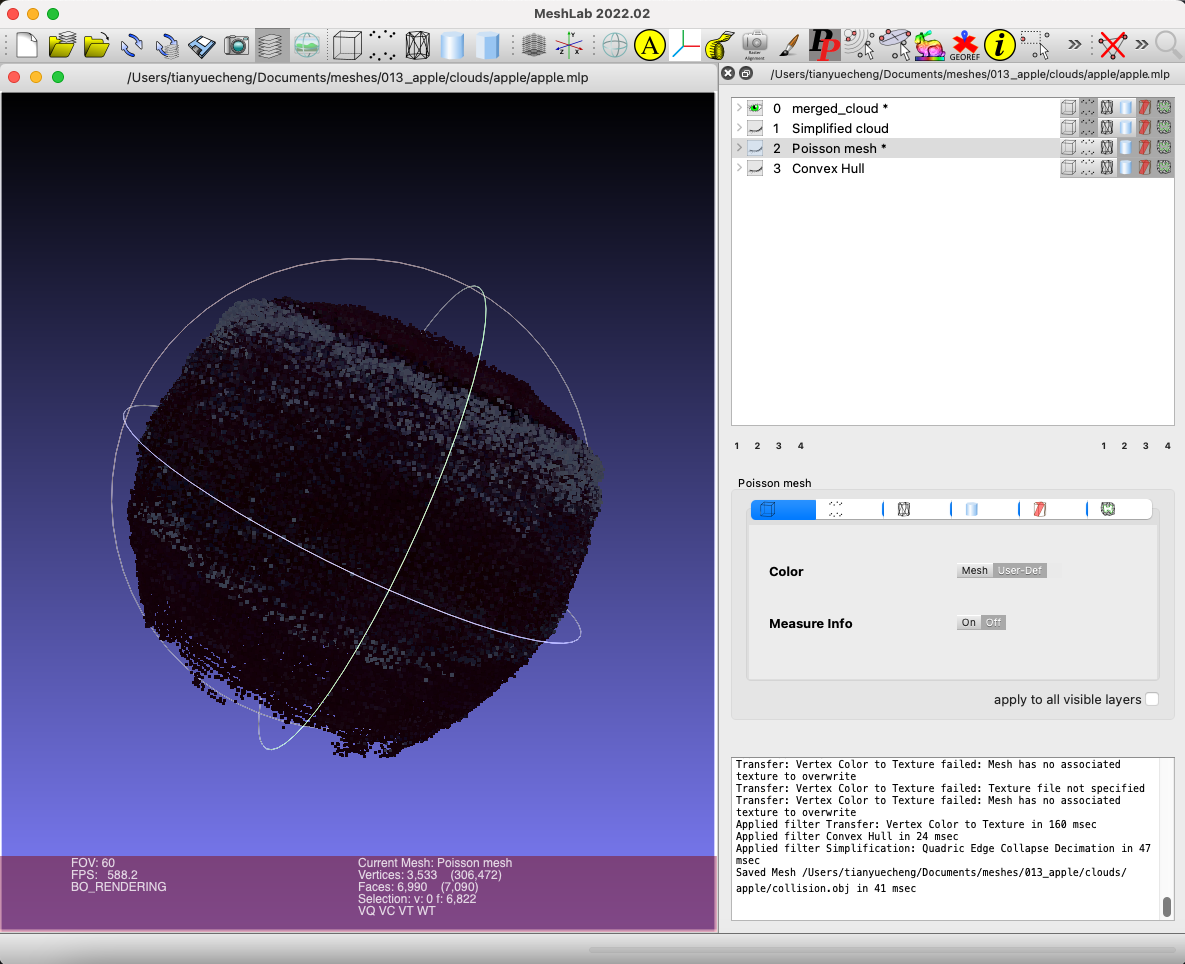 MeshLab 2022.02
A
PP
GEOREF
i
»
»
/Users/tianyuecheng/Documents/meshes/013_apple/clouds/apple/apple.mlp
/Users/tianyuecheng/Documents/meshes/013_apple/clouds/apple/apple.mlp
0 merged_cloud *
1 Simplified cloud
2 Poisson mesh *
3 Convex Hull
1 2 3 4 1 2 3 4
Poisson mesh
Color Mesh User-Def
Measure Info On Off
apply to all visible layers
Transfer: Vertex Color to Texture failed: Mesh has no associated
texture to overwrite
Transfer: Vertex Color to Texture failed: Texture file not specified
Transfer: Vertex Color to Texture failed: Mesh has no associated
texture to overwrite
Applied filter Transfer: Vertex Color to Texture in 160 msec
Applied filter Convex Hull in 24 msec
Applied filter Simplification: Quadric Edge Collapse Decimation in 47
msec
Saved Mesh /Users/tianyuecheng/Documents/meshes/013_apple/clouds/
apple/collision.obj in 41 msec
FOV: 60
FPS: 588.2
BO_RENDERING
Current Mesh: Poisson mesh
Vertices: 3,533 (306,472)
Faces: 6,990 (7,090)
Selection: v: 0 f: 6,822
VQ VC VT WT